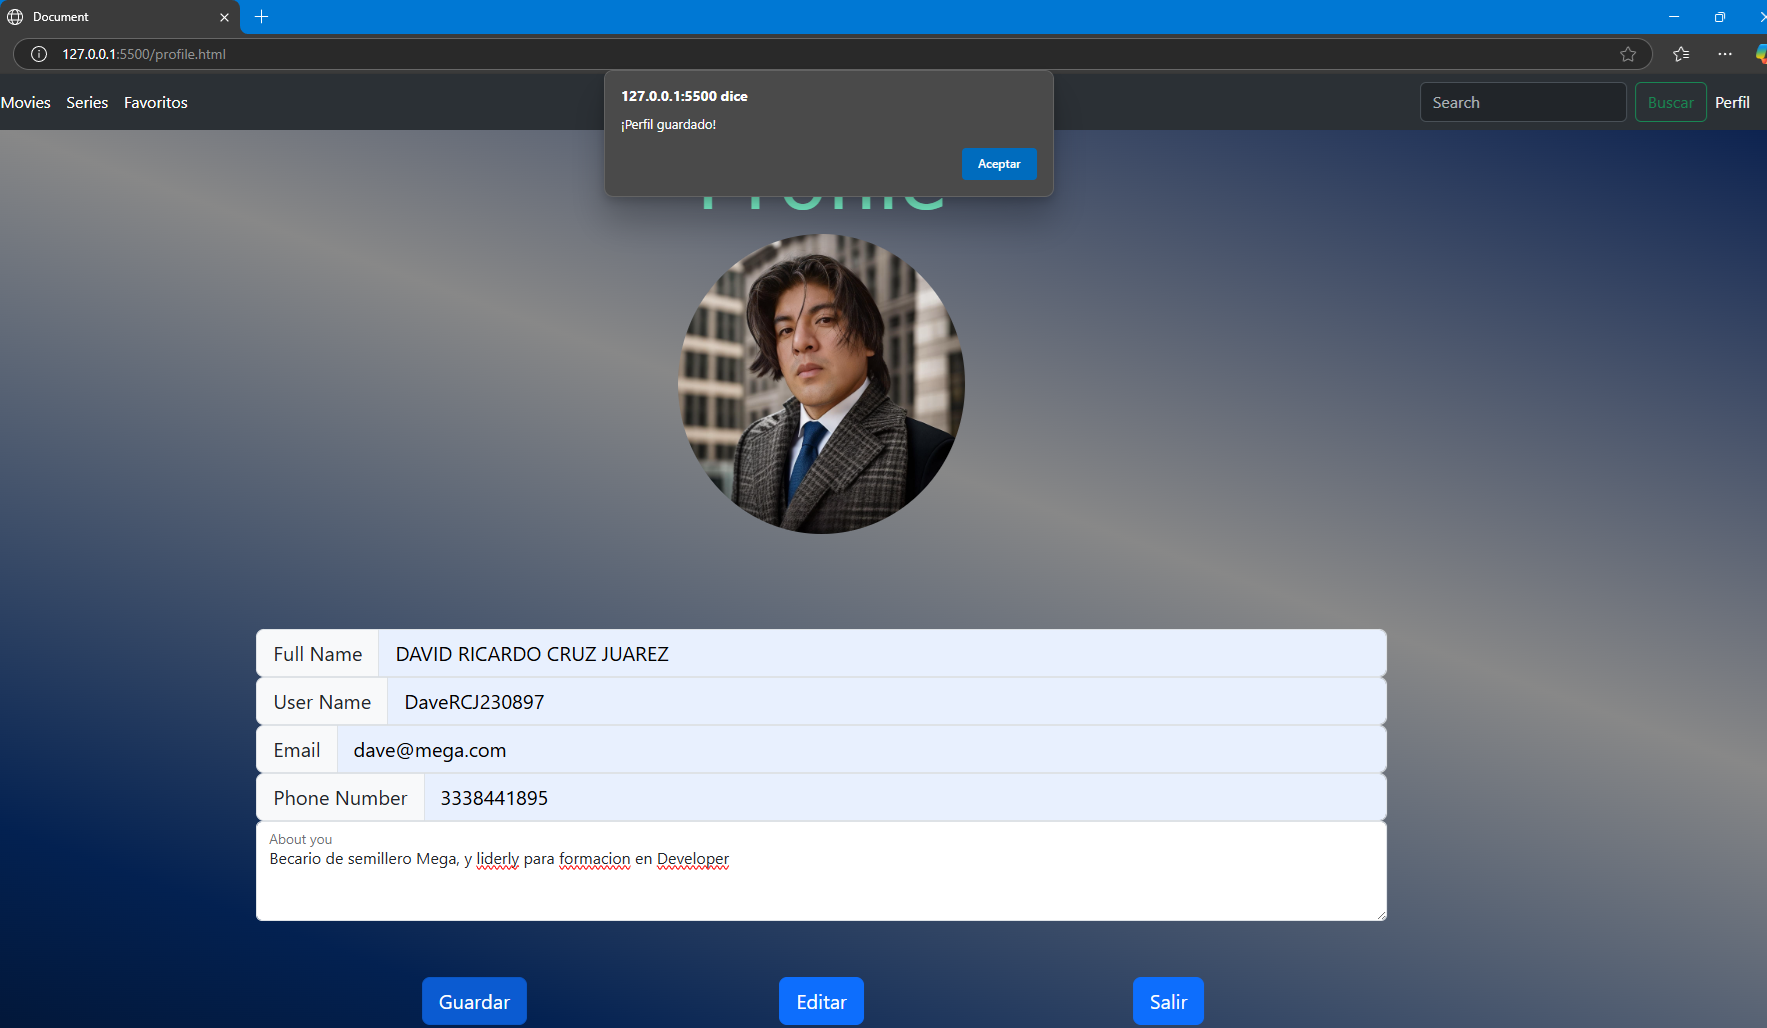 Document
127.0.0.1:5500/profile.html
Movies Series Favoritos
Search Buscar Perfil
127.0.0.1:5500 dice
¡Perfil guardado!
Aceptar
Profile
Full Name DAVID RICARDO CRUZ JUAREZ
User Name DaveRCJ230897
Email dave@mega.com
Phone Number 3338441895
About you
Becario de semillero Mega, y liderly para formacion en Developer
Guardar Editar Salir